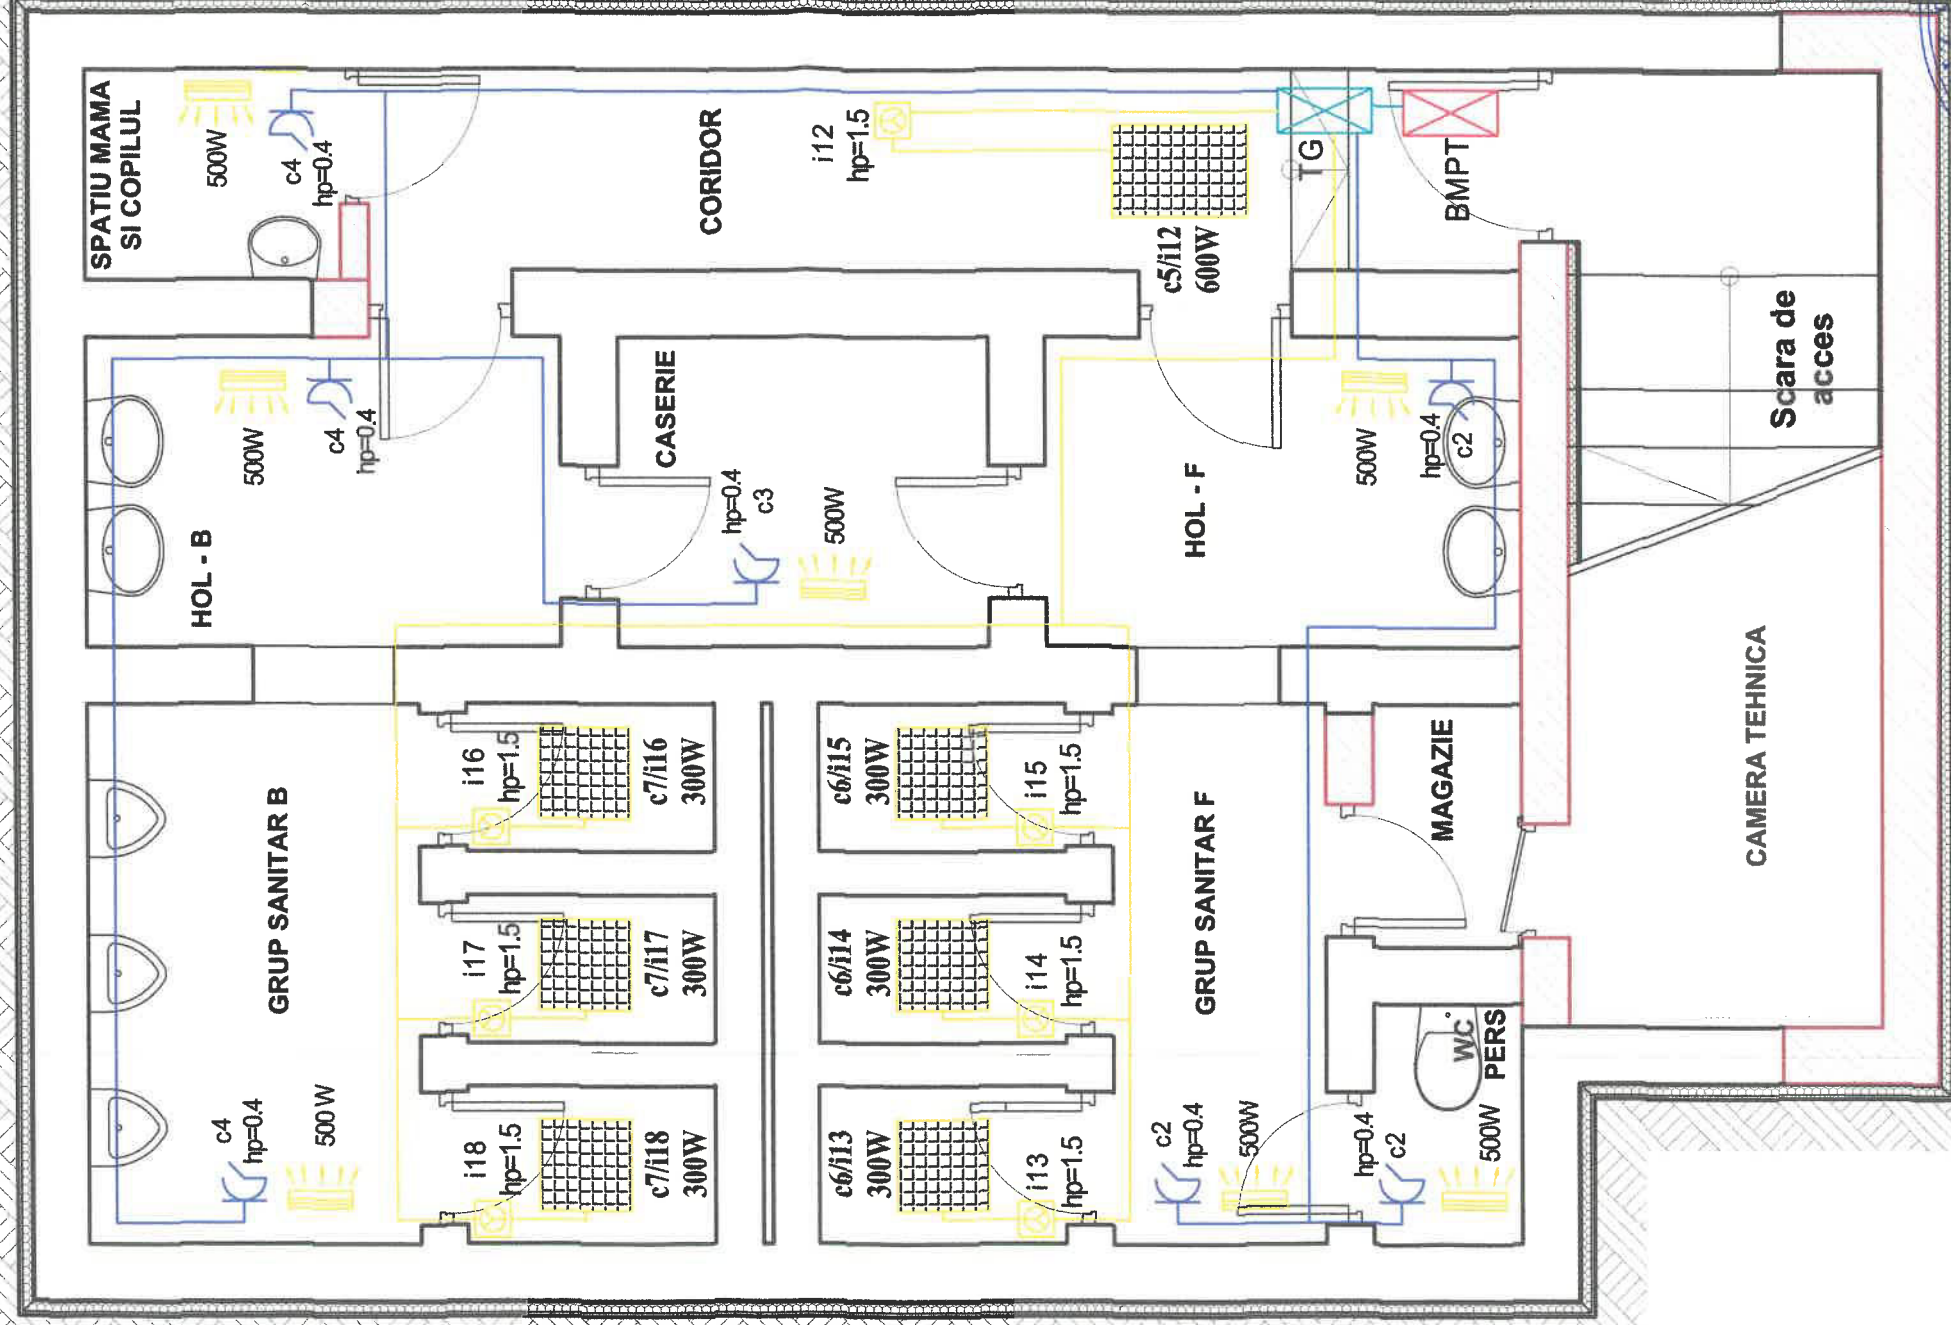 SPATIU MAMA
SI COPILUL
500W
c4
hp=0.4
CORIDOR
i12
hp=1.5
c5/i12
600W
TG
BMPT
Scara de
acces
HOL - B
500W
c4
hp=0.4
CASERIE
hp=0.4
c3
500W
HOL - F
500W
hp=0.4
c2
CAMERA TEHNICA
GRUP SANITAR B
c4
hp=0.4
500 W
i16
hp=1.5
c7/i16
300W
i17
hp=1.5
c7/i17
300W
i18
hp=1.5
c7/i18
300W
c6/i15
300W
i15
hp=1.5
c6/i14
300W
i14
hp=1.5
c6/i13
300W
i13
hp=1.5
GRUP SANITAR F
c2
hp=0.4
500W
MAGAZIE
WC
PERS
hp=0.4
c2
500W